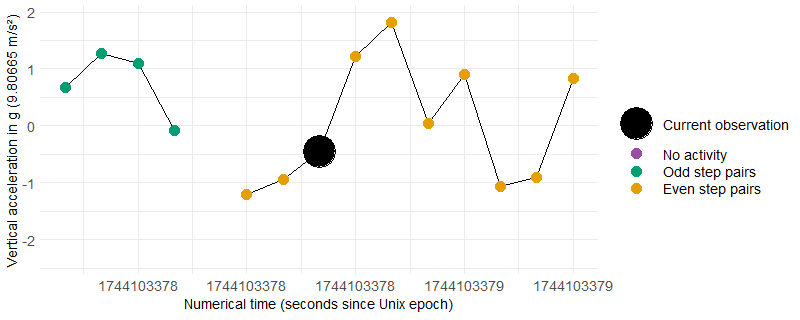 Vertical acceleration in g (9.80665 m/s²)
2
1
0
-1
-2
1744103378 1744103378 1744103378 1744103379 1744103379
Numerical time (seconds since Unix epoch)
Current observation
No activity
Odd step pairs
Even step pairs